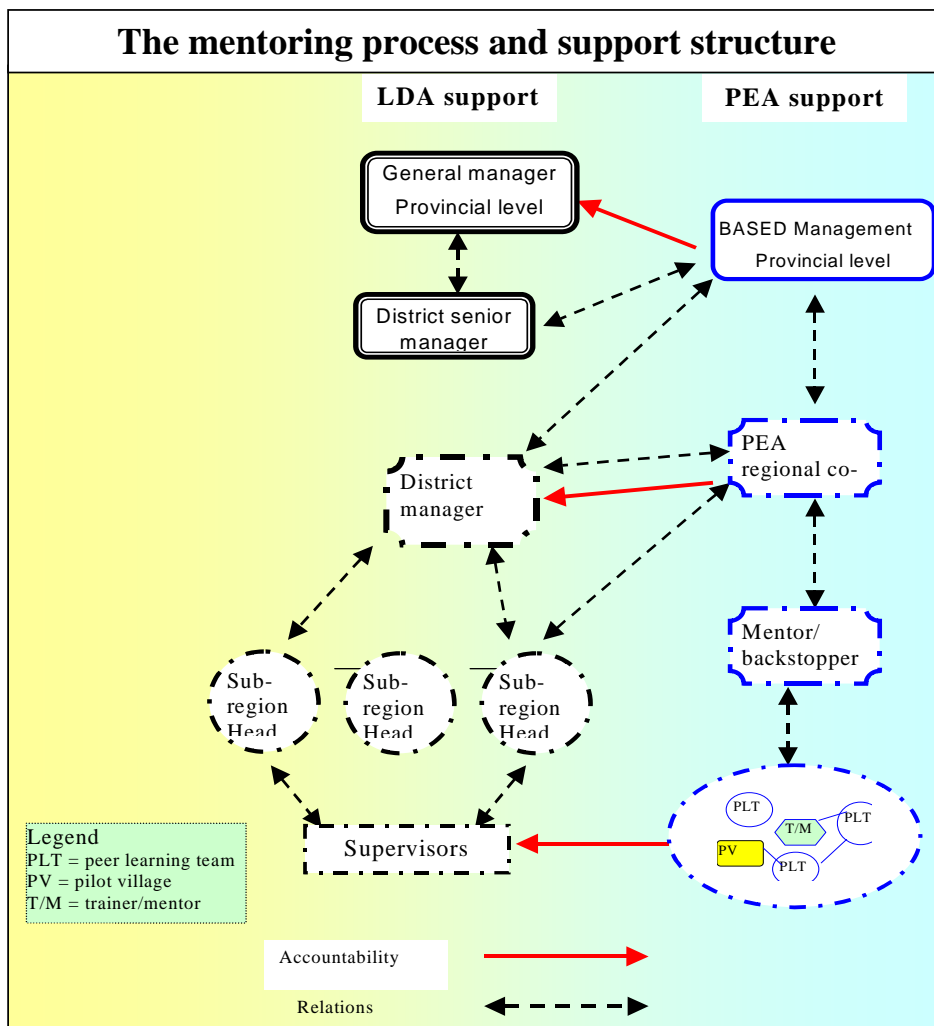 The mentoring process and support structure
LDA support
PEA support
General manager
Provincial level
BASED Management
Provincial level
District senior
manager
District
manager
PEA
regional co-
Mentor/
backstopper
Sub-
region
Head
Sub-
region
Head
Sub-
region
Head
Supervisors
PLT
T/M
PLT
PV
PLT
Legend
PLT = peer learning team
PV = pilot village
T/M = trainer/mentor
Accountability
Relations